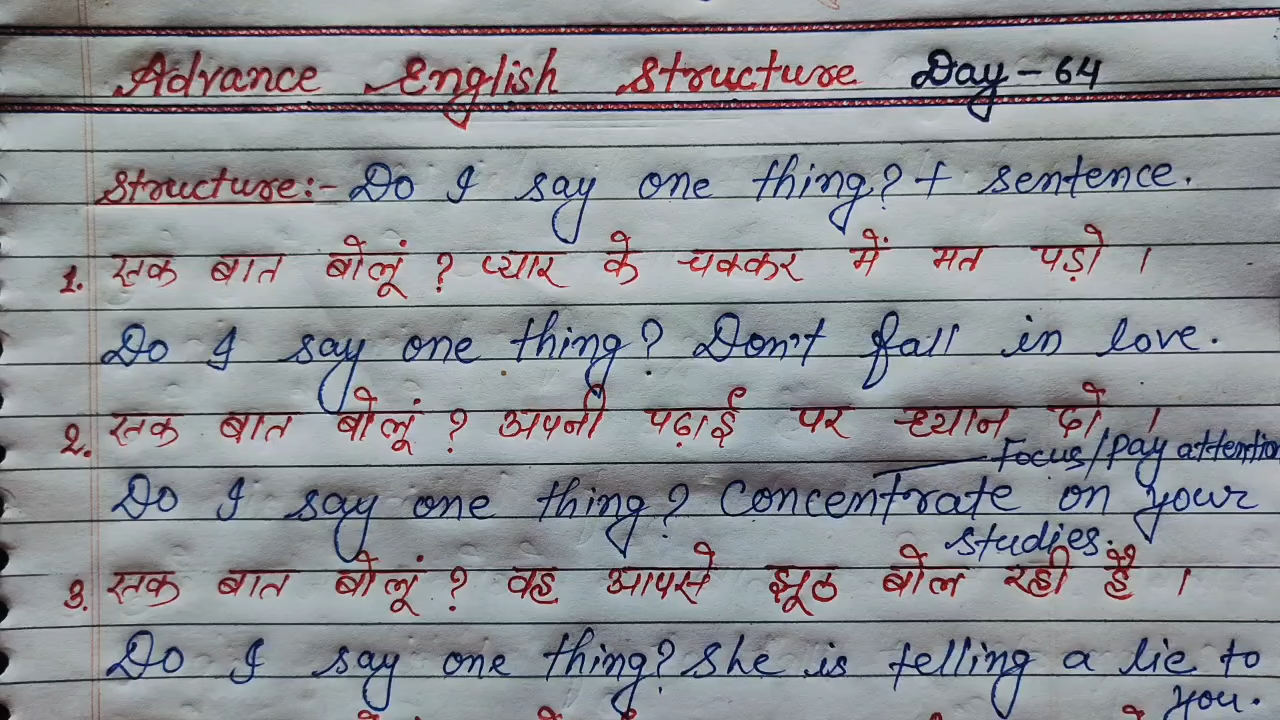 Advance English Structure Day-64
Structure:- Do I say one thing? + sentence.
1. एक बात बोलूं ? प्यार के चक्कर में मत पड़ो ।
Do I say one thing? Don't fall in love.
2. एक बात बोलूं ? अपनी पढ़ाई पर ध्यान दो ।
Focus/Pay attention
Do I say one thing? Concentrate on your
studies.
3. एक बात बोलूं ? वह आपसे झूठ बोल रही है ।
Do I say one thing? She is telling a lie to
you.